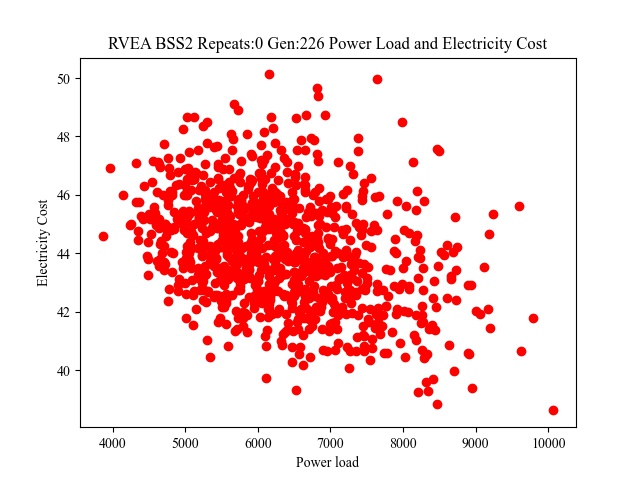 RVEA BSS2 Repeats:0 Gen:226 Power Load and Electricity Cost
50
48
46
44
42
40
Electricity Cost
4000 5000 6000 7000 8000 9000 10000
Power load